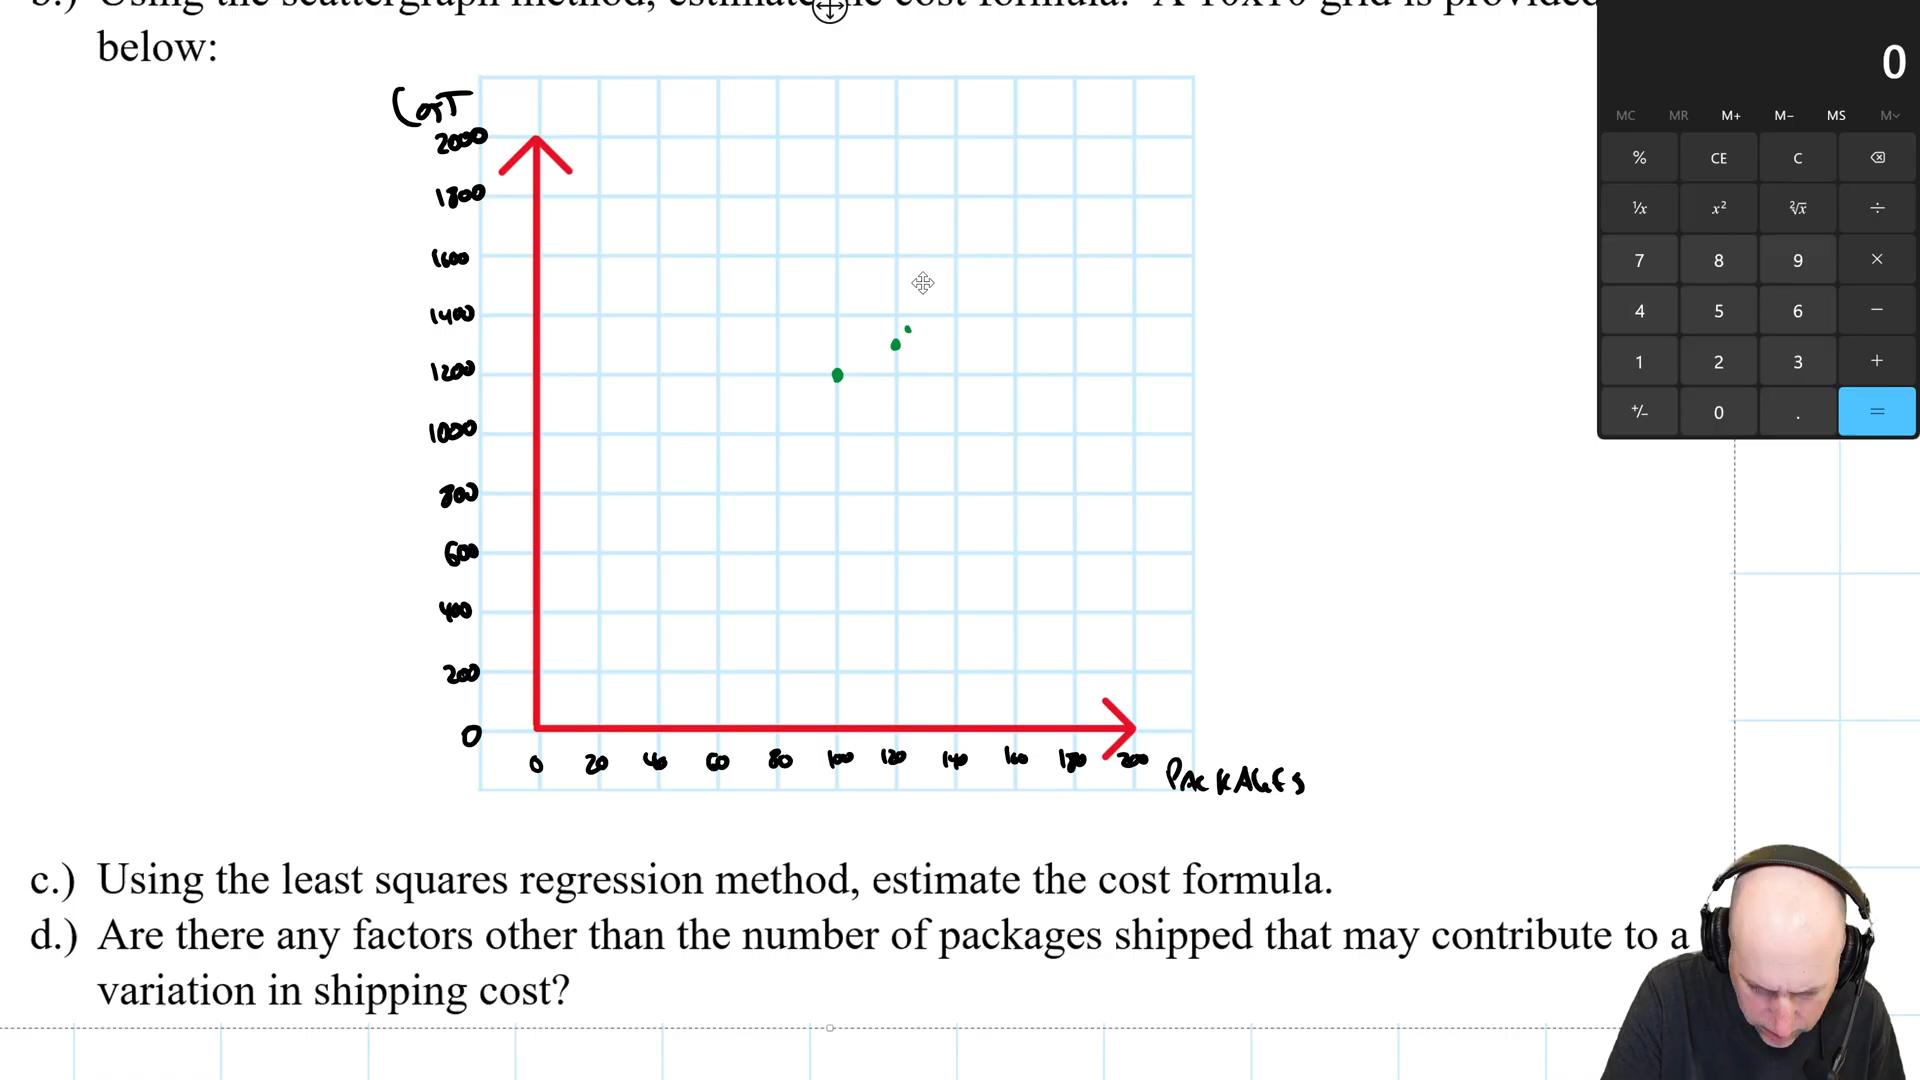 below:
COST
2000
1800
1600
1400
1200
1000
800
600
400
200
0
0 20 40 60 80 100 120 140 160 180 200
PACKAGES
c.) Using the least squares regression method, estimate the cost formula.
d.) Are there any factors other than the number of packages shipped that may contribute to a
variation in shipping cost?
0
MC MR M+ M− MS M˅
% CE C ⌫
¹/x x² ²√x ÷
7 8 9 ×
4 5 6 −
1 2 3 +
+/− 0 . =